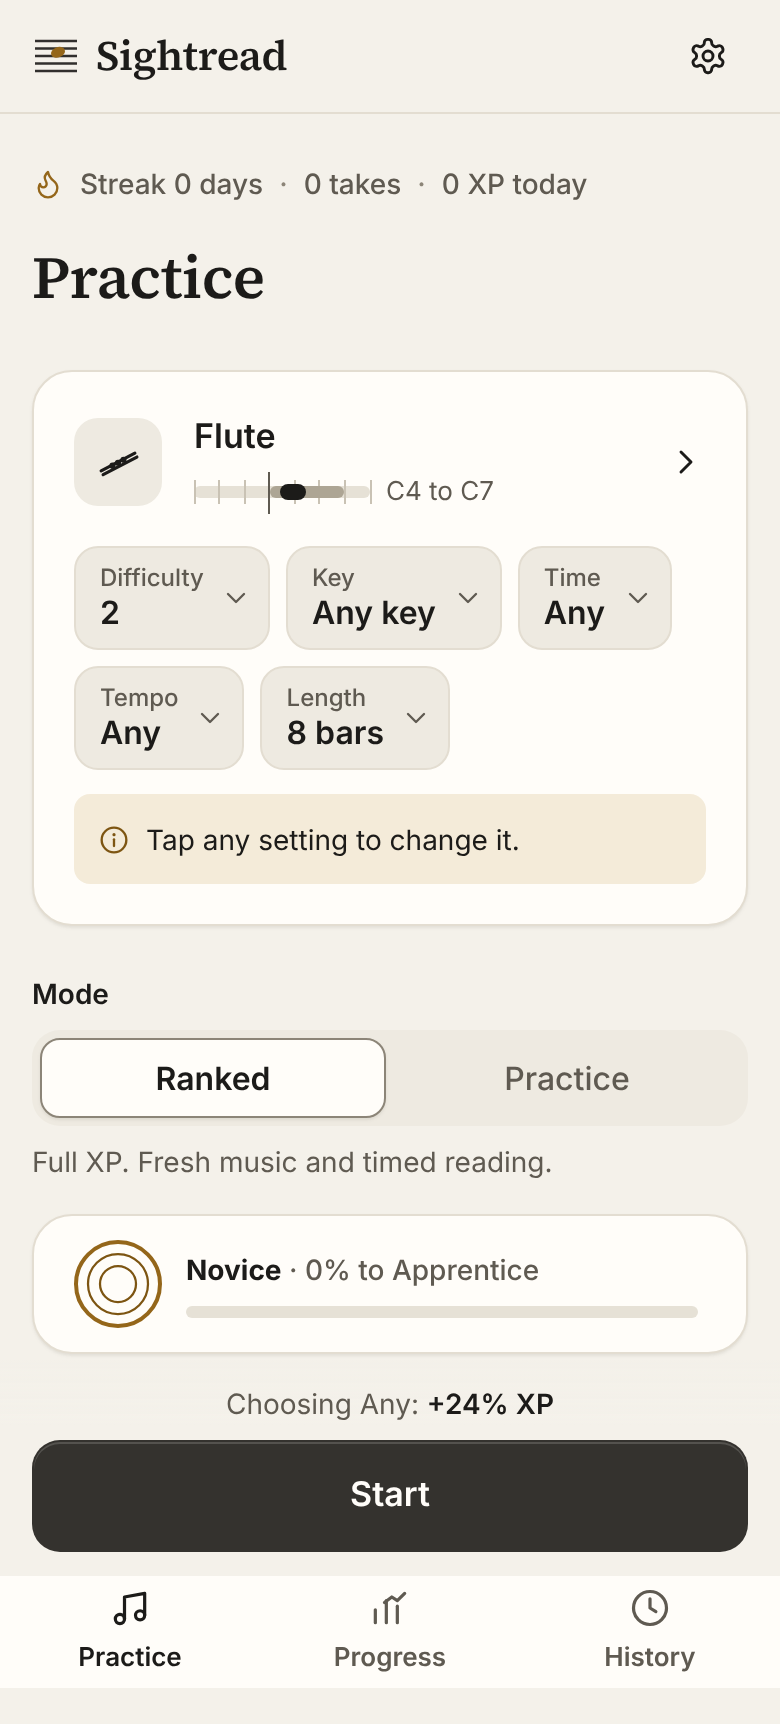 Sightread
Streak 0 days · 0 takes · 0 XP today
Practice
Flute
C4 to C7
Difficulty
2
Key
Any key
Time
Any
Tempo
Any
Length
8 bars
Tap any setting to change it.
Mode
Ranked
Practice
Full XP. Fresh music and timed reading.
Novice · 0% to Apprentice
Choosing Any: +24% XP
Start
Practice
Progress
History